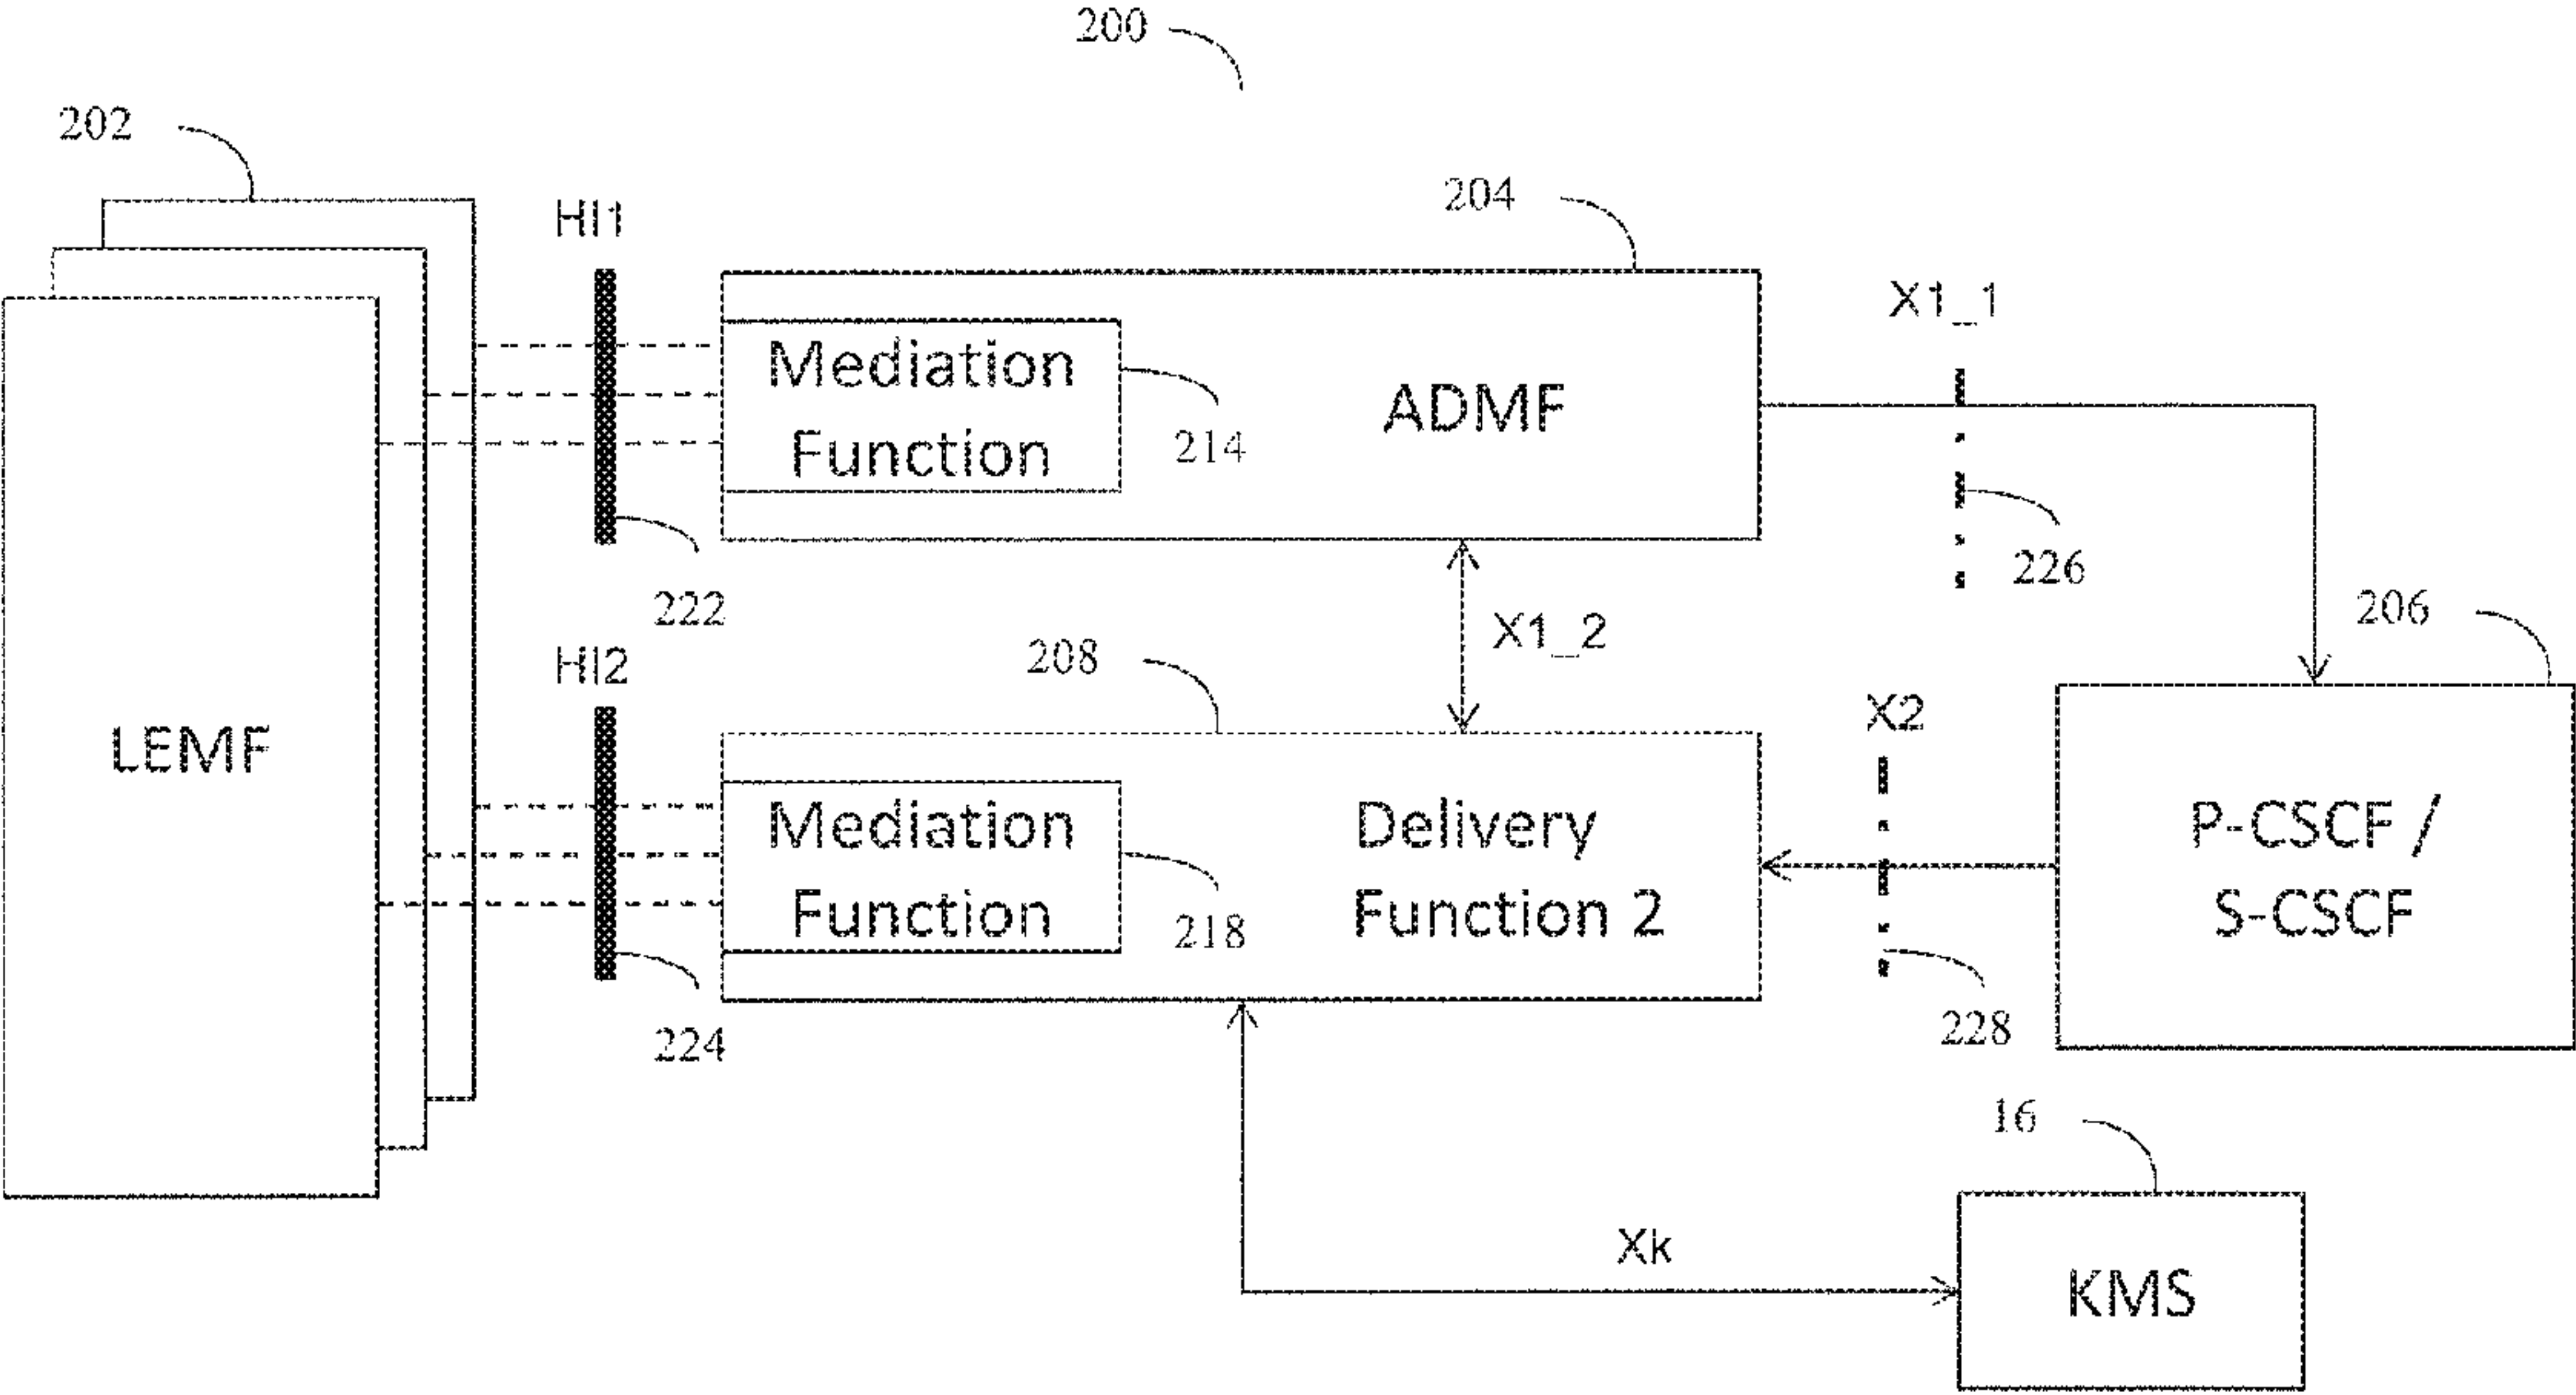 200
202
204
HI1
X1_1
Mediation
Function
ADMF
214
222
226
206
X1_2
208
HI2
X2
LEMF
Mediation
Function
Delivery
Function 2
P-CSCF /
S-CSCF
218
224
228
16
Xk
KMS